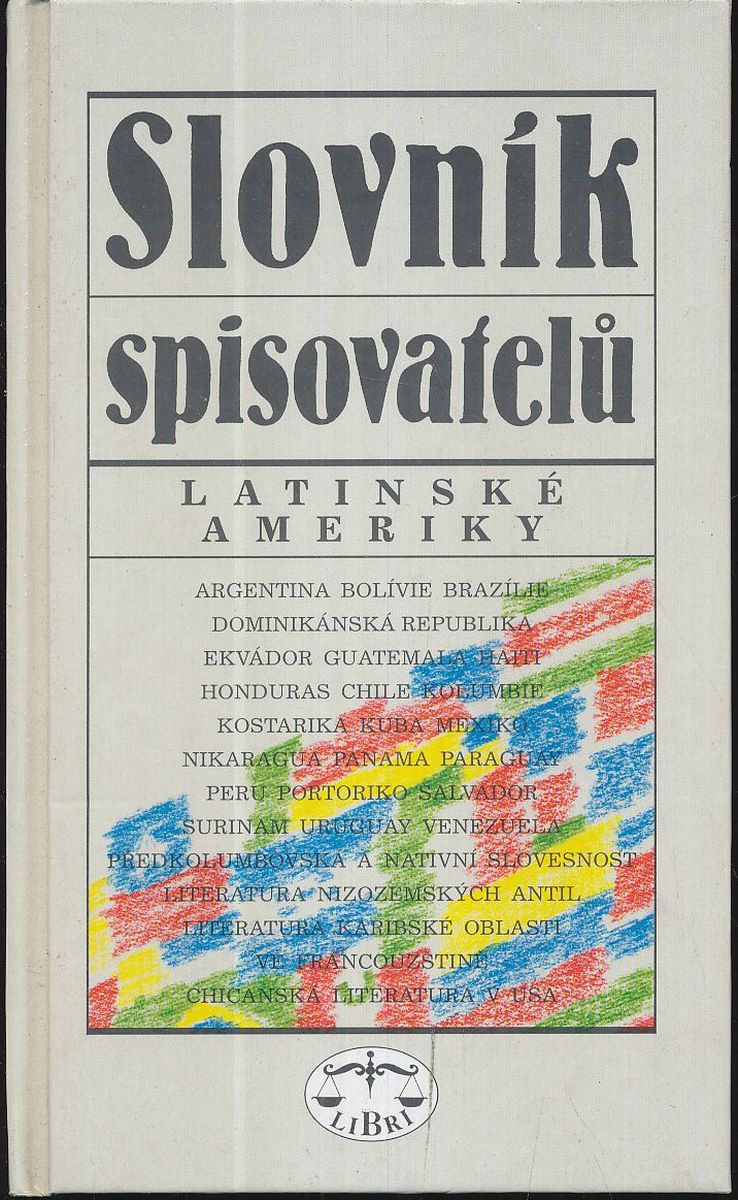 Slovník
spisovatelů
LATINSKÉ
AMERIKY
ARGENTINA BOLÍVIE BRAZÍLIE
DOMINIKÁNSKÁ REPUBLIKA
EKVÁDOR GUATEMALA HAITI
HONDURAS CHILE KOLUMBIE
KOSTARIKA KUBA MEXIKO
NIKARAGUA PANAMA PARAGUAY
PERU PORTORIKO SALVADOR
SURINAM URUGUAY VENEZUELA
PŘEDKOLUMBOVSKÁ A NATIVNÍ SLOVESNOST
LITERATURA NIZOZEMSKÝCH ANTIL
LITERATURA KARIBSKÉ OBLASTI
VE FRANCOUZŠTINĚ
CHICANSKÁ LITERATURA V USA
LIBRI